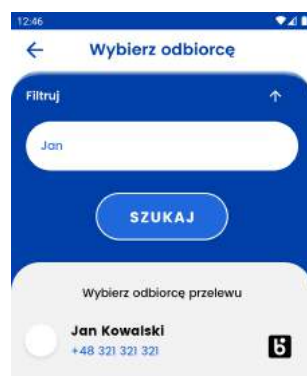 12:46
Wybierz odbiorcę
Filtruj
Jan
SZUKAJ
Wybierz odbiorcę przelewu
Jan Kowalski
+48 321 321 321